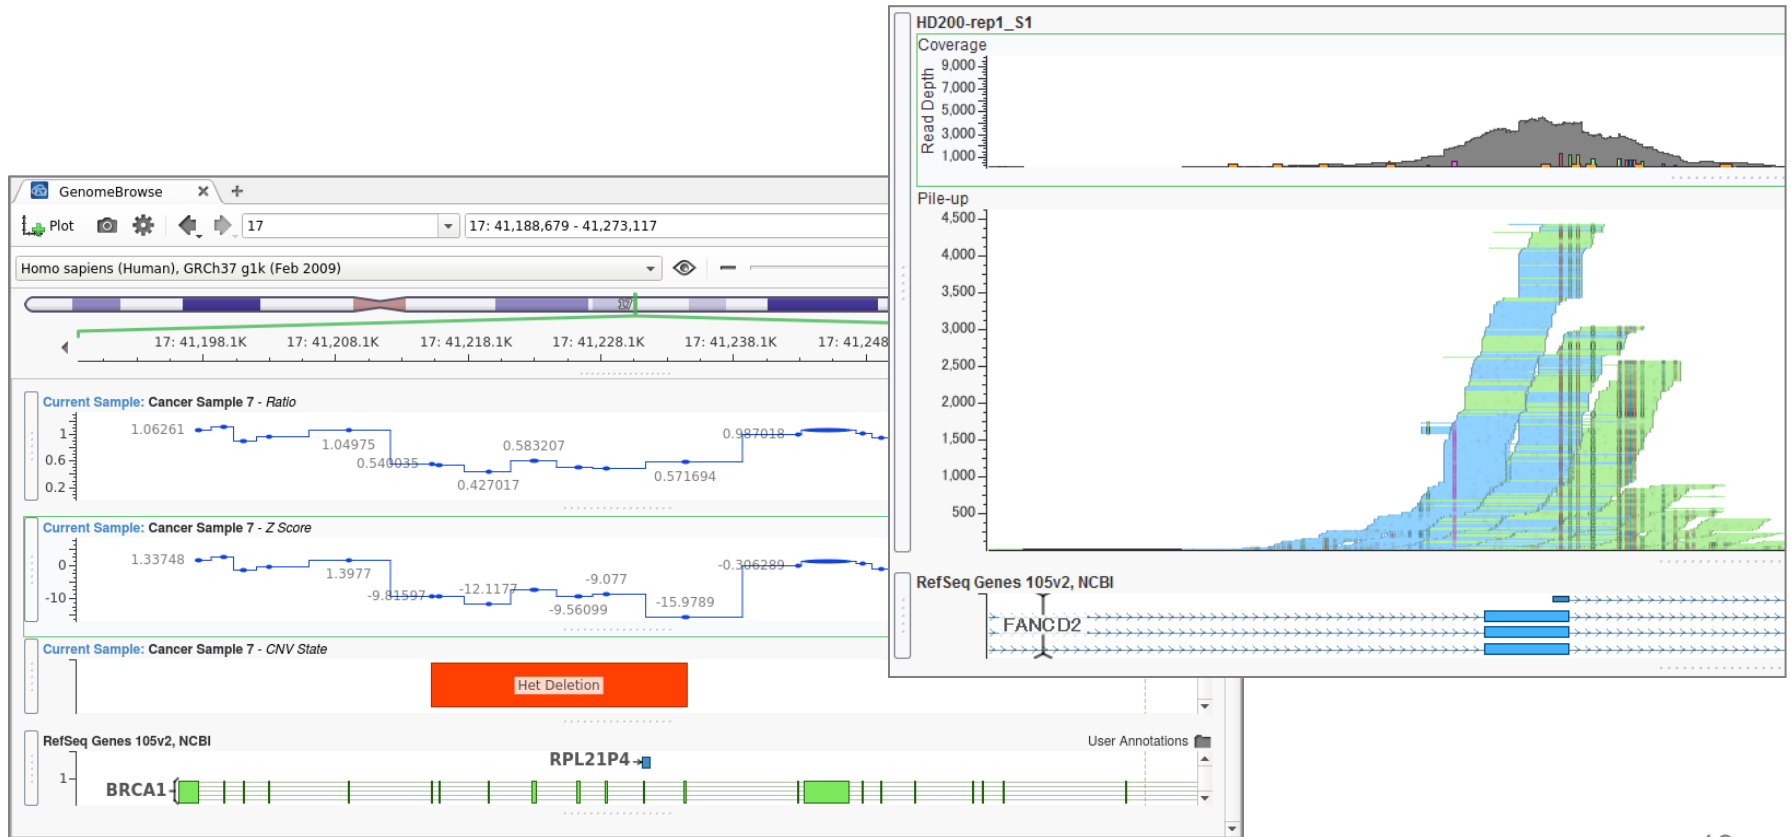 GenomeBrowse
Plot
17
17: 41,188,679 - 41,273,117
Homo sapiens (Human), GRCh37 g1k (Feb 2009)
17
17: 41,198.1K 17: 41,208.1K 17: 41,218.1K 17: 41,228.1K 17: 41,238.1K 17: 41,248
Current Sample: Cancer Sample 7 - Ratio
1
0.6
0.2
1.06261
1.04975
0.540035
0.427017
0.583207
0.571694
0.987018
Current Sample: Cancer Sample 7 - Z Score
0
-10
1.33748
1.3977
-9.81597
-12.1177
-9.56099
-9.077
-15.9789
-0.306289
Current Sample: Cancer Sample 7 - CNV State
Het Deletion
RefSeq Genes 105v2, NCBI
User Annotations
1
RPL21P4
BRCA1
HD200-rep1_S1
Coverage
Read Depth
9,000
7,000
5,000
3,000
1,000
Pile-up
4,500
4,000
3,500
3,000
2,500
2,000
1,500
1,000
500
RefSeq Genes 105v2, NCBI
FANCD2